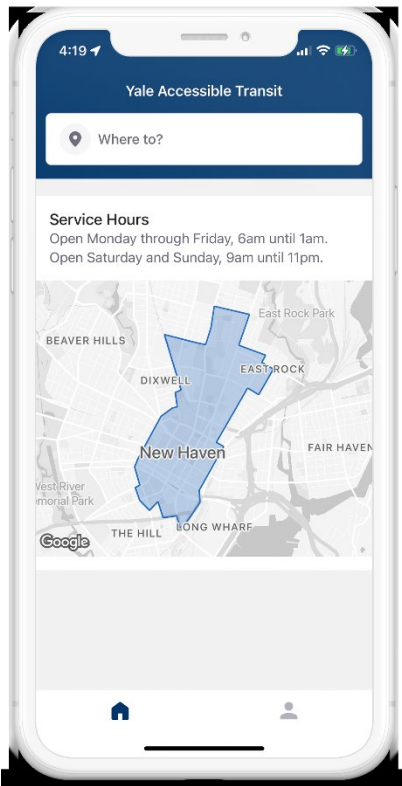 4:19
Yale Accessible Transit
Where to?
Service Hours
Open Monday through Friday, 6am until 1am.
Open Saturday and Sunday, 9am until 11pm.
East Rock Park
BEAVER HILLS
EAST ROCK
DIXWELL
New Haven
FAIR HAVEN
West River
Memorial Park
THE HILL
LONG WHARF
Google